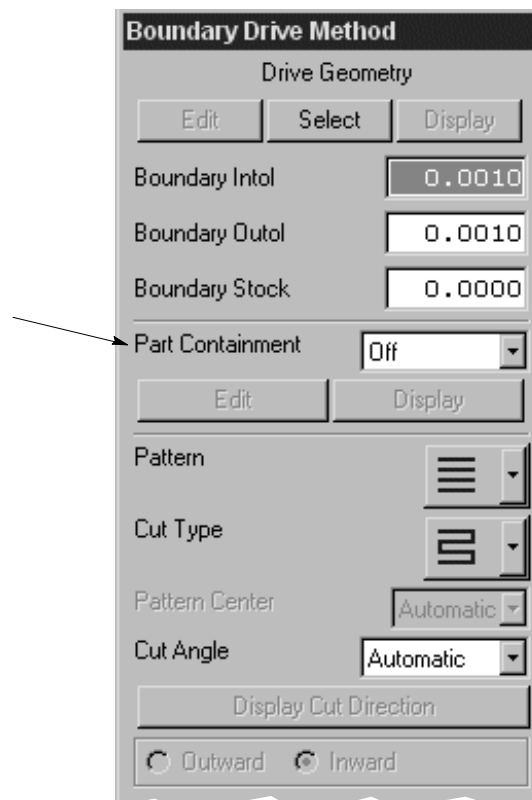 Boundary Drive Method
Drive Geometry
Edit Select Display
Boundary Intol 0.0010
Boundary Outol 0.0010
Boundary Stock 0.0000
Part Containment Off
Edit Display
Pattern
Cut Type
Pattern Center Automatic
Cut Angle Automatic
Display Cut Direction
Outward Inward